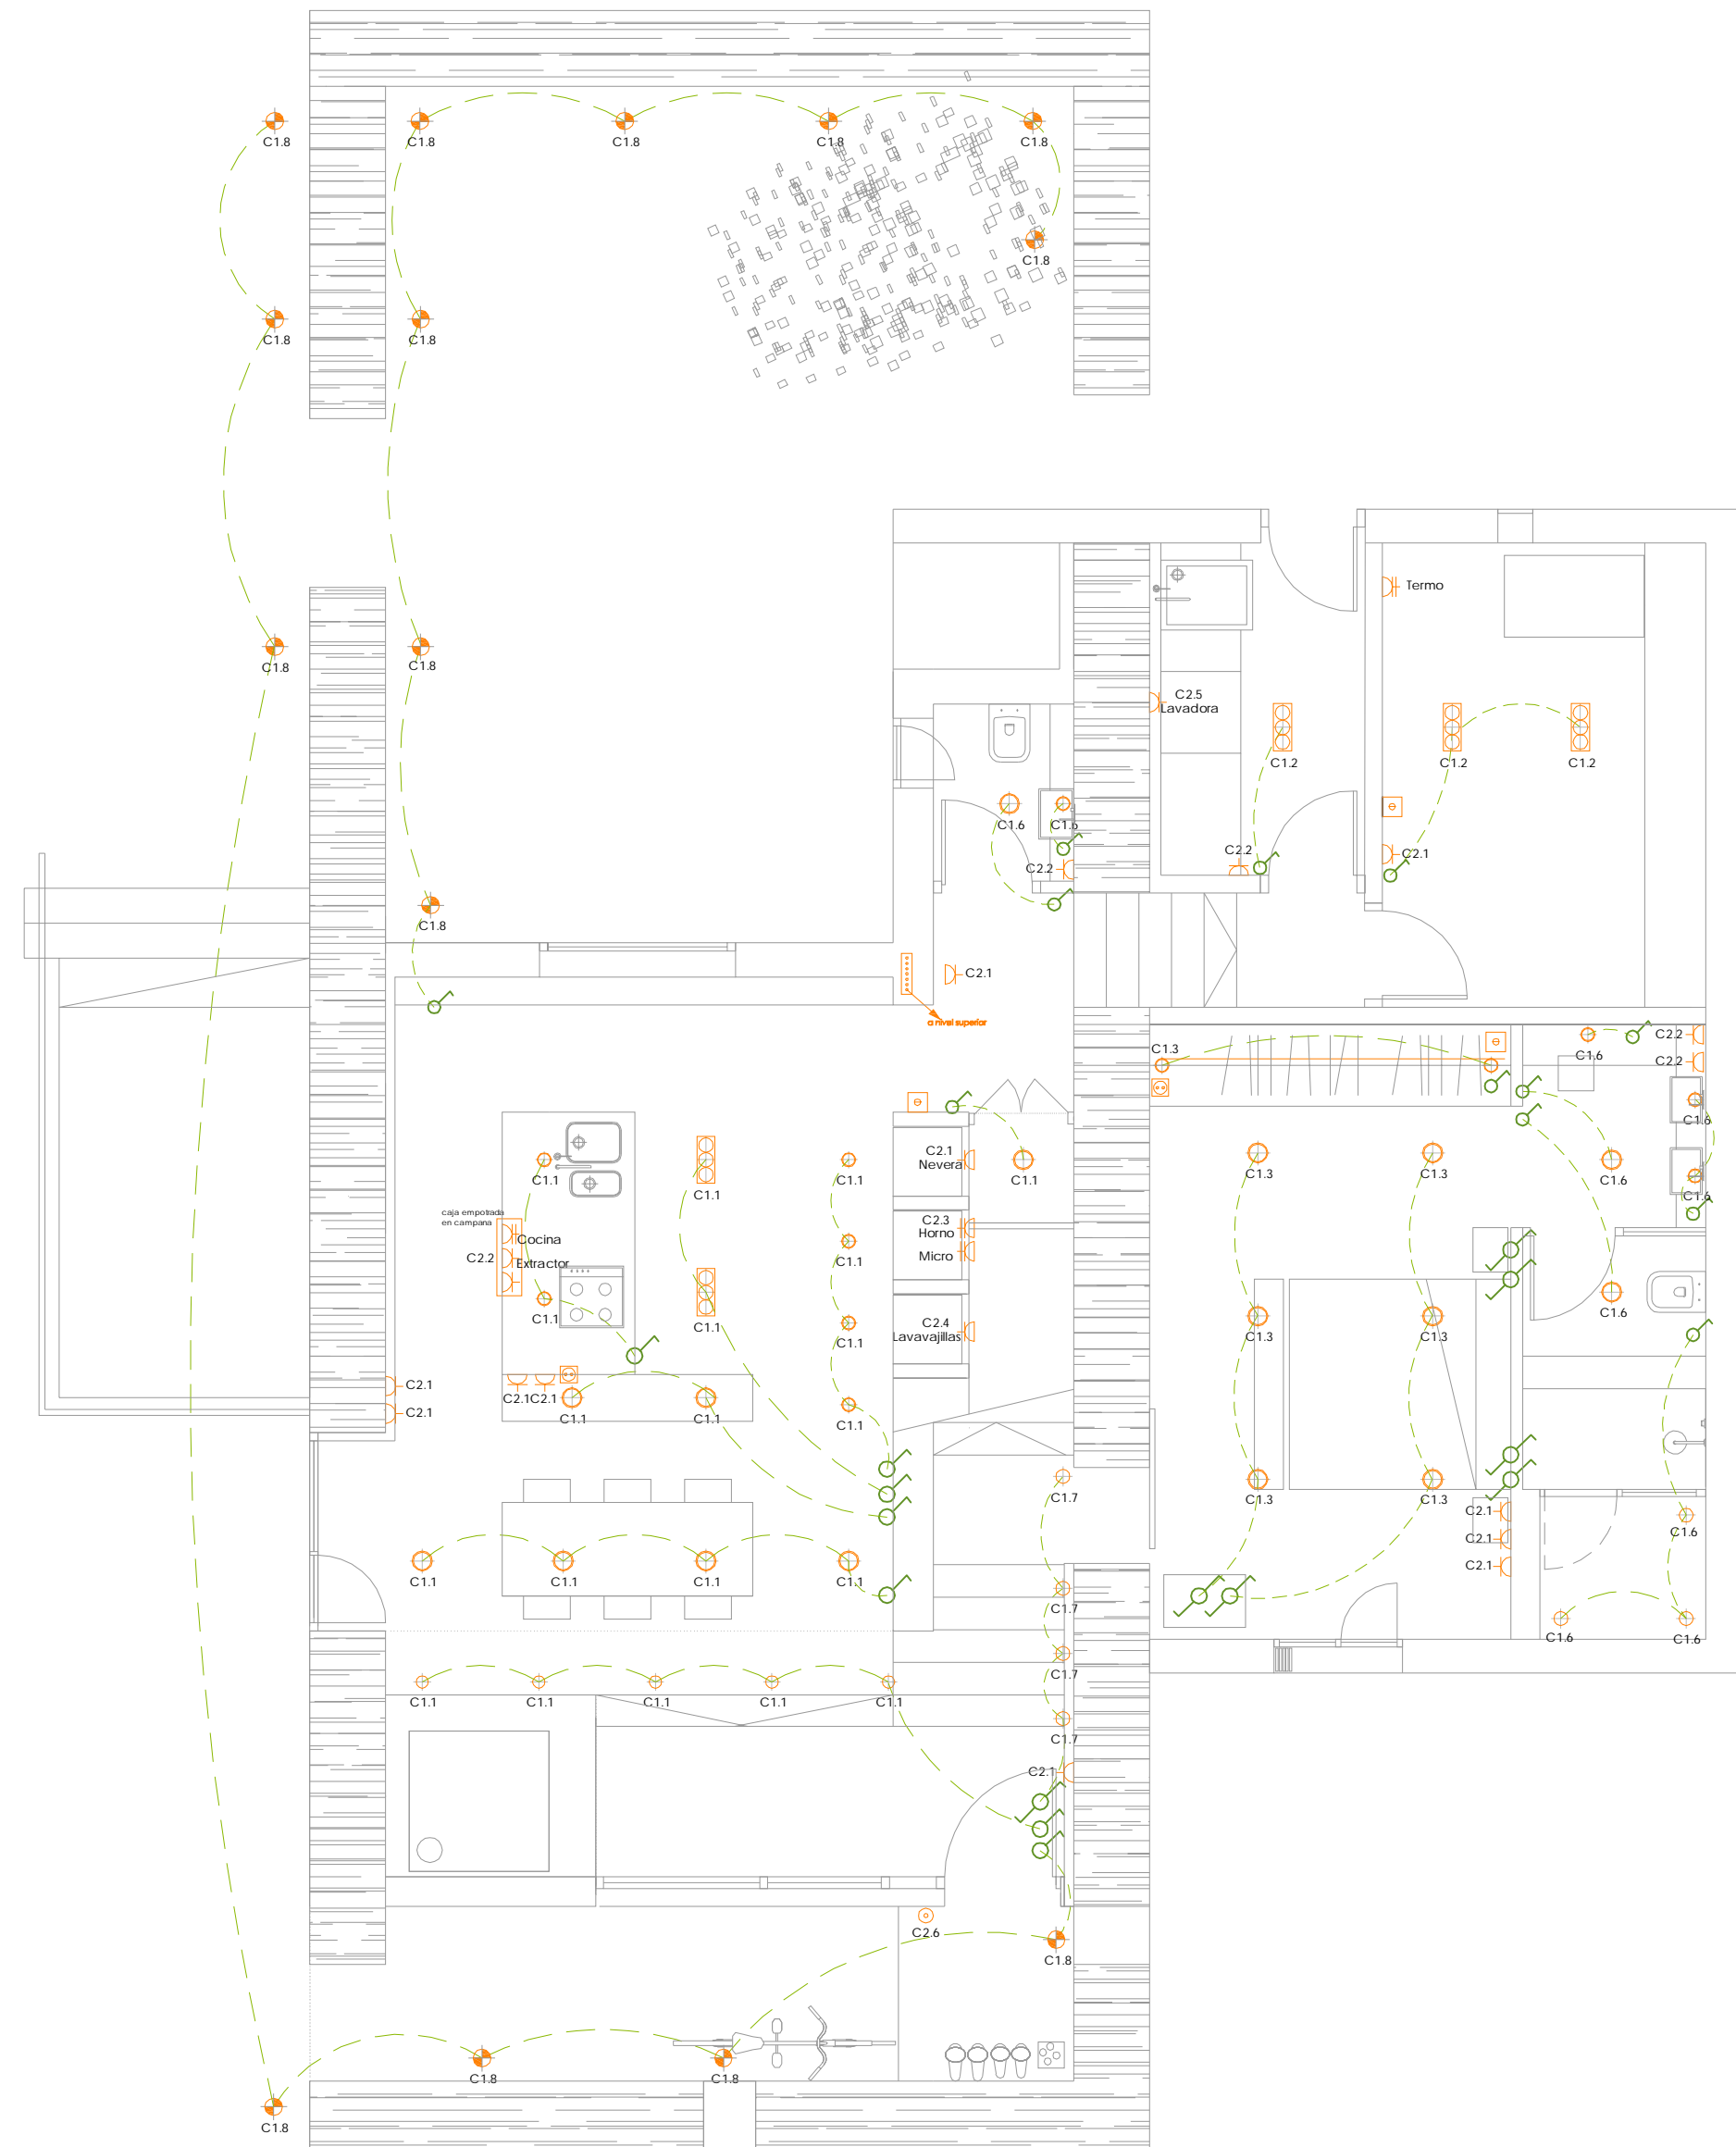 C1.8 C1.8 C1.8 C1.8 C1.8
C1.8
C1.8 C1.8
Termo
C1.8 C1.8
C2.5
Lavadora
C1.2 C1.2 C1.2
C1.6 C1.6
C2.2 C2.1
C2.2
C1.8
C2.1
a nivel superior
C2.2
C1.3 C1.6
C2.2
C1.6
C2.1
Nevera
C1.1 C1.1 C1.1 C1.1 C1.3 C1.3 C1.6
C1.6
caja empotrada
en campana
C2.3
Horno
Cocina
C2.2
Micro
C1.1
Extractor
C1.6
C1.1 C1.1 C2.4
Lavavajillas
C1.1 C1.3 C1.3
C2.1
C2.1 C2.1
C2.1
C1.1 C1.1 C1.1
C1.7 C1.3 C1.3
C2.1
C1.6
C2.1
C2.1
C1.1 C1.1 C1.1 C1.1
C1.7
C1.6 C1.6
C1.7
C1.1 C1.1 C1.1 C1.1 C1.1
C1.7
C2.1
C2.6
C1.8
C1.8 C1.8
C1.8